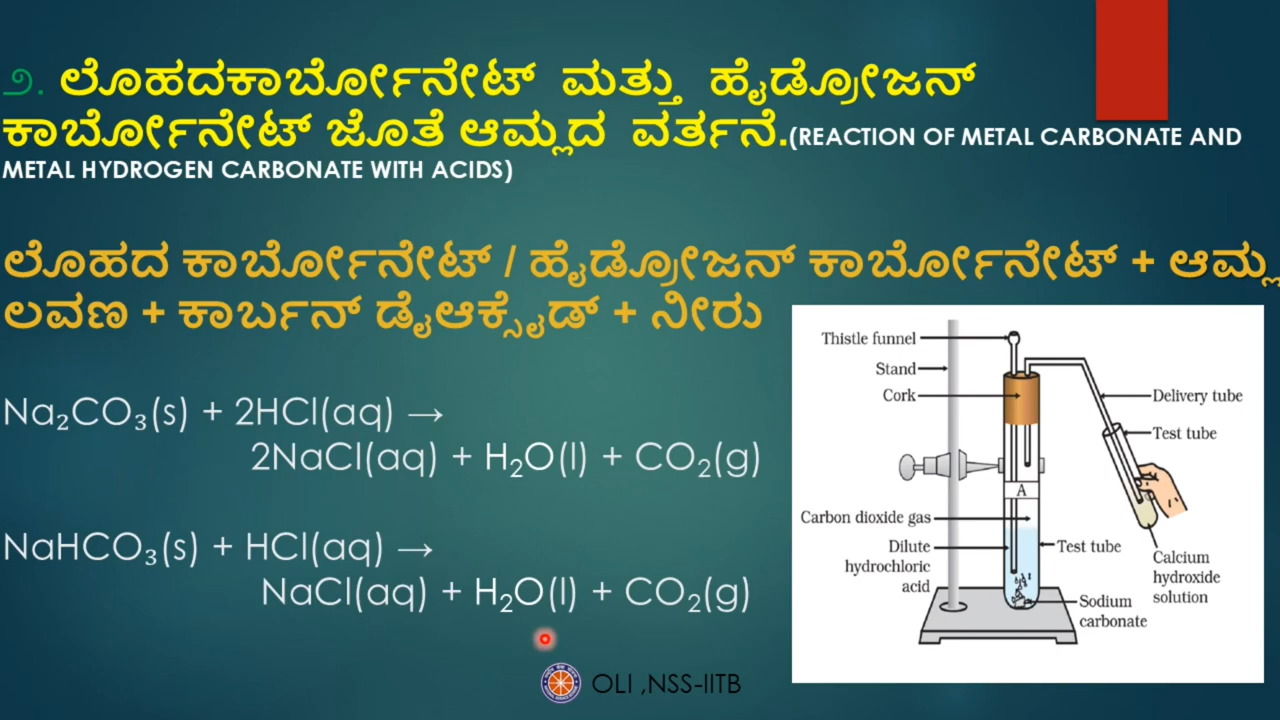 ೨. ಲೊಹದಕಾರ್ಬೋನೇಟ್ ಮತ್ತು ಹೈಡ್ರೋಜನ್
ಕಾರ್ಬೋನೇಟ್ ಜೊತೆ ಆಮ್ಲದ ವರ್ತನೆ.(REACTION OF METAL CARBONATE AND
METAL HYDROGEN CARBONATE WITH ACIDS)
ಲೊಹದ ಕಾರ್ಬೋನೇಟ್ / ಹೈಡ್ರೋಜನ್ ಕಾರ್ಬೋನೇಟ್ + ಆಮ್ಲ
ಲವಣ + ಕಾರ್ಬನ್ ಡೈಆಕ್ಸೈಡ್ + ನೀರು
Na₂CO₃(s) + 2HCl(aq) →
2NaCl(aq) + H₂O(l) + CO₂(g)
NaHCO₃(s) + HCl(aq) →
NaCl(aq) + H₂O(l) + CO₂(g)
Thistle funnel
Stand
Cork
Delivery tube
Test tube
A
Carbon dioxide gas
Dilute
hydrochloric
acid
Test tube
Calcium
hydroxide
solution
Sodium
carbonate
OLI ,NSS-IITB